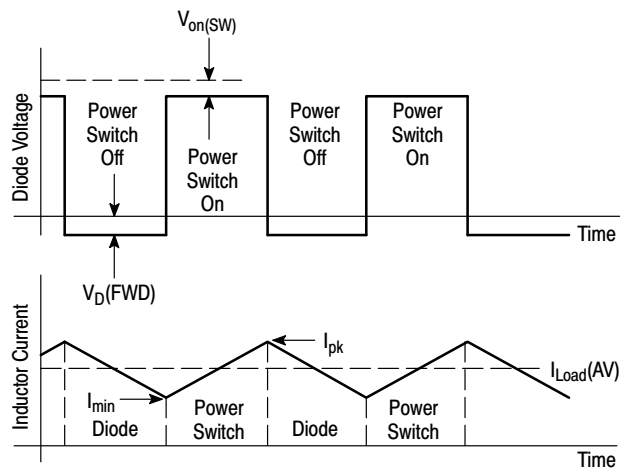 Von(SW)
Diode Voltage
Power
Switch
Off
Power
Switch
On
Power
Switch
Off
Power
Switch
On
Time
VD(FWD)
Inductor Current
Ipk
ILoad(AV)
Imin
Diode
Power
Switch
Diode
Power
Switch
Time